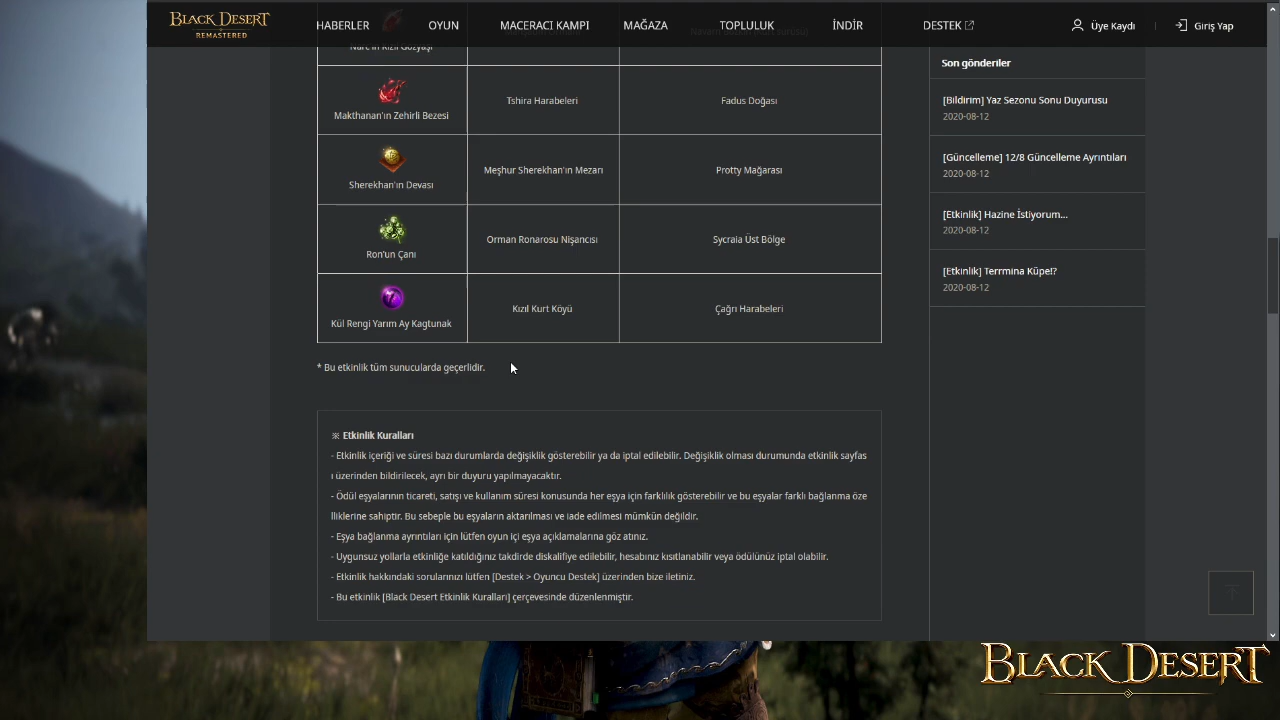 BLACK DESERT
REMASTERED
HABERLER
OYUN
MACERACI KAMPI
MAĞAZA
TOPLULUK
İNDİR
DESTEK
Üye Kaydı
Giriş Yap
Narc'ın Kızıl Gözyaşı
Makthanan'ın Zehirli Bezesi
Tshira Harabeleri
Fadus Doğası
Sherekhan'ın Devası
Meşhur Sherekhan'ın Mezarı
Protty Mağarası
Ron'un Çanı
Orman Ronarosu Nişancısı
Sycraia Üst Bölge
Kül Rengi Yarım Ay Kagtunak
Kızıl Kurt Köyü
Çağrı Harabeleri
* Bu etkinlik tüm sunucularda geçerlidir.
※ Etkinlik Kuralları
- Etkinlik içeriği ve süresi bazı durumlarda değişiklik gösterebilir ya da iptal edilebilir. Değişiklik olması durumunda etkinlik sayfas
ı üzerinden bildirilecek, ayrı bir duyuru yapılmayacaktır.
- Ödül eşyalarının ticareti, satışı ve kullanım süresi konusunda her eşya için farklılık gösterebilir ve bu eşyalar farklı bağlanma öze
lliklerine sahiptir. Bu sebeple bu eşyaların aktarılması ve iade edilmesi mümkün değildir.
- Eşya bağlanma ayrıntıları için lütfen oyun içi eşya açıklamalarına göz atınız.
- Uygunsuz yollarla etkinliğe katıldığınız takdirde diskalifiye edilebilir, hesabınız kısıtlanabilir veya ödülünüz iptal olabilir.
- Etkinlik hakkındaki sorularınızı lütfen [Destek > Oyuncu Destek] üzerinden bize iletiniz.
- Bu etkinlik [Black Desert Etkinlik Kuralları] çerçevesinde düzenlenmiştir.
Son gönderiler
[Bildirim] Yaz Sezonu Sonu Duyurusu
2020-08-12
[Güncelleme] 12/8 Güncelleme Ayrıntıları
2020-08-12
[Etkinlik] Hazine İstiyorum...
2020-08-12
[Etkinlik] Terrmina Küpe!?
2020-08-12
BLACK DESERT